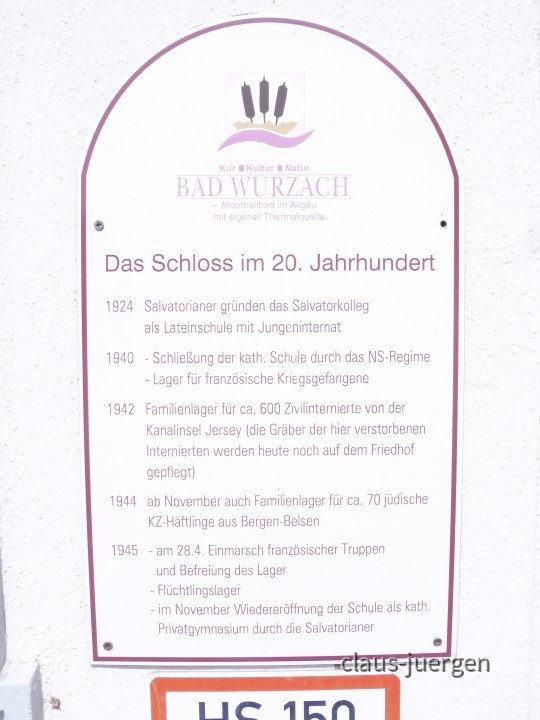 Kur ■ Kultur ■ Natur
BAD WURZACH
– Moorheilbad im Allgäu
mit eigener Thermalquelle
Das Schloss im 20. Jahrhundert
1924 Salvatorianer gründen das Salvatorkolleg
als Lateinschule mit Jungeninternat
1940 - Schließung der kath. Schule durch das NS-Regime
- Lager für französische Kriegsgefangene
1942 Familienlager für ca. 600 Zivilinternierte von der
Kanalinsel Jersey (die Gräber der hier verstorbenen
Internierten werden heute noch auf dem Friedhof
gepflegt)
1944 ab November auch Familienlager für ca. 70 jüdische
KZ-Häftlinge aus Bergen-Belsen
1945 - am 28.4. Einmarsch französischer Truppen
und Befreiung des Lager
- Flüchtlingslager
- im November Wiedereröffnung der Schule als kath.
Privatgymnasium durch die Salvatorianer
claus-juergen
HS 150